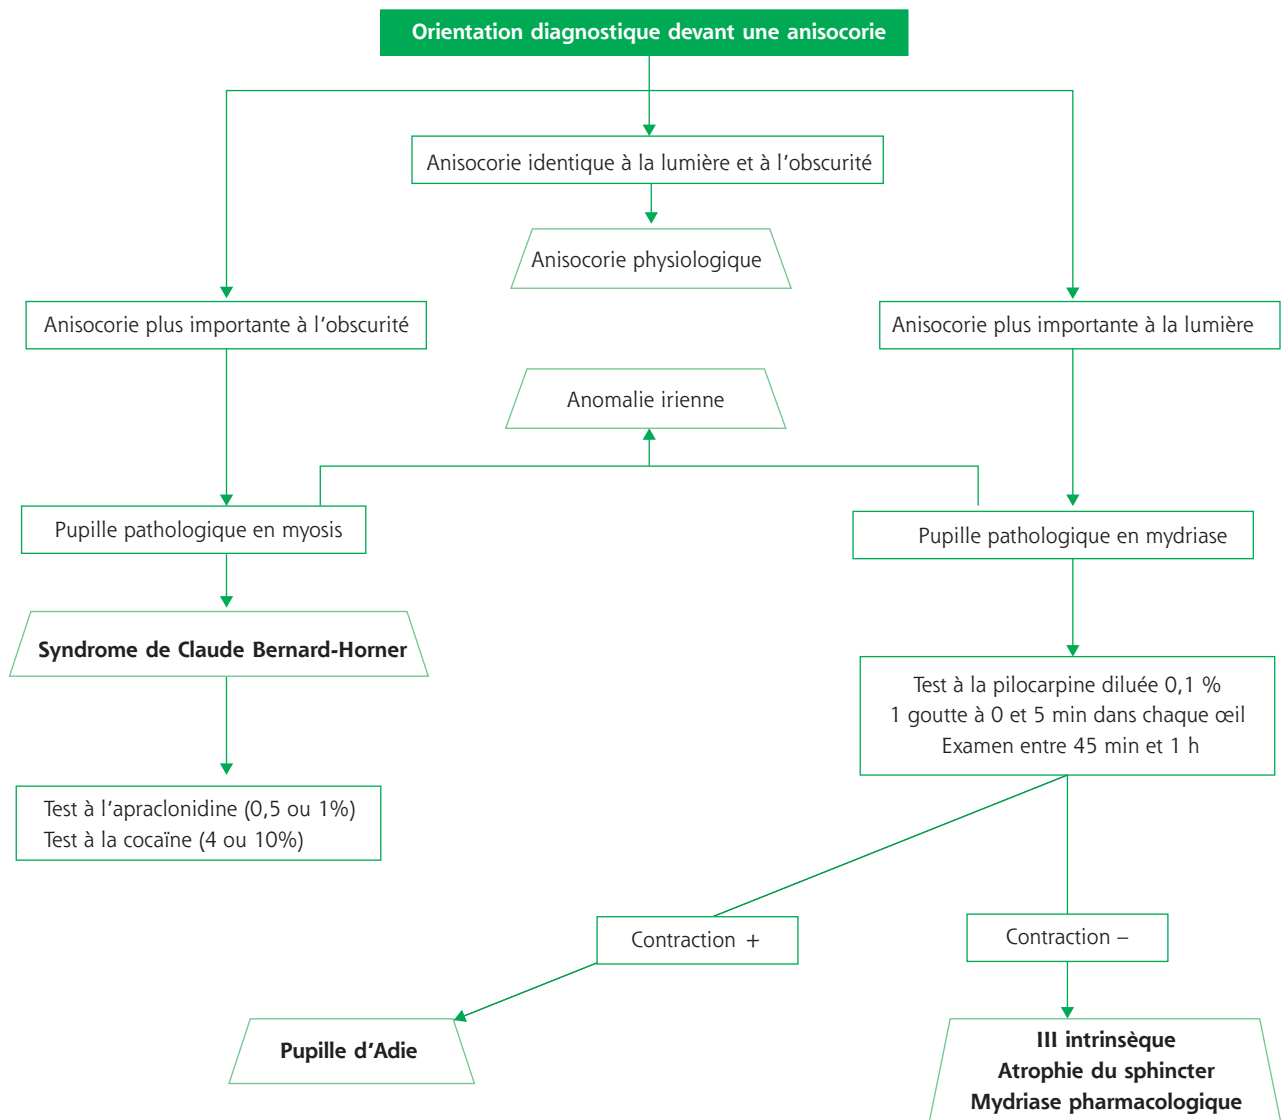 Orientation diagnostique devant une anisocorie
Anisocorie identique à la lumière et à l'obscurité
Anisocorie physiologique
Anisocorie plus importante à l'obscurité
Anisocorie plus importante à la lumière
Anomalie irienne
Pupille pathologique en myosis
Pupille pathologique en mydriase
Syndrome de Claude Bernard-Horner
Test à la pilocarpine diluée 0,1 %
1 goutte à 0 et 5 min dans chaque œil
Examen entre 45 min et 1 h
Test à l'apraclonidine (0,5 ou 1%)
Test à la cocaïne (4 ou 10%)
Contraction +
Contraction –
Pupille d'Adie
III intrinsèque
Atrophie du sphincter
Mydriase pharmacologique